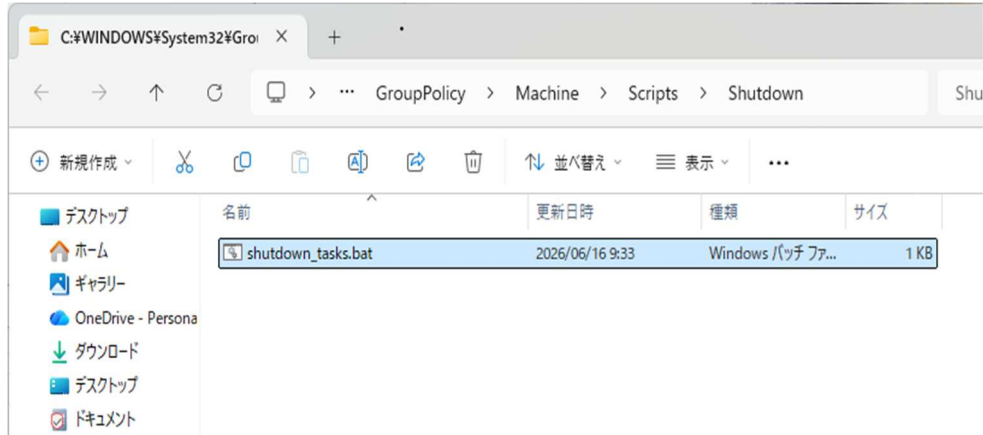 C:¥WINDOWS¥System32¥Gro
GroupPolicy > Machine > Scripts > Shutdown
Shu
新規作成
並べ替え
表示
名前
更新日時
種類
サイズ
shutdown_tasks.bat
2026/06/16 9:33
Windows バッチ ファ...
1 KB
デスクトップ
ホーム
ギャラリー
OneDrive - Persona
ダウンロード
デスクトップ
ドキュメント